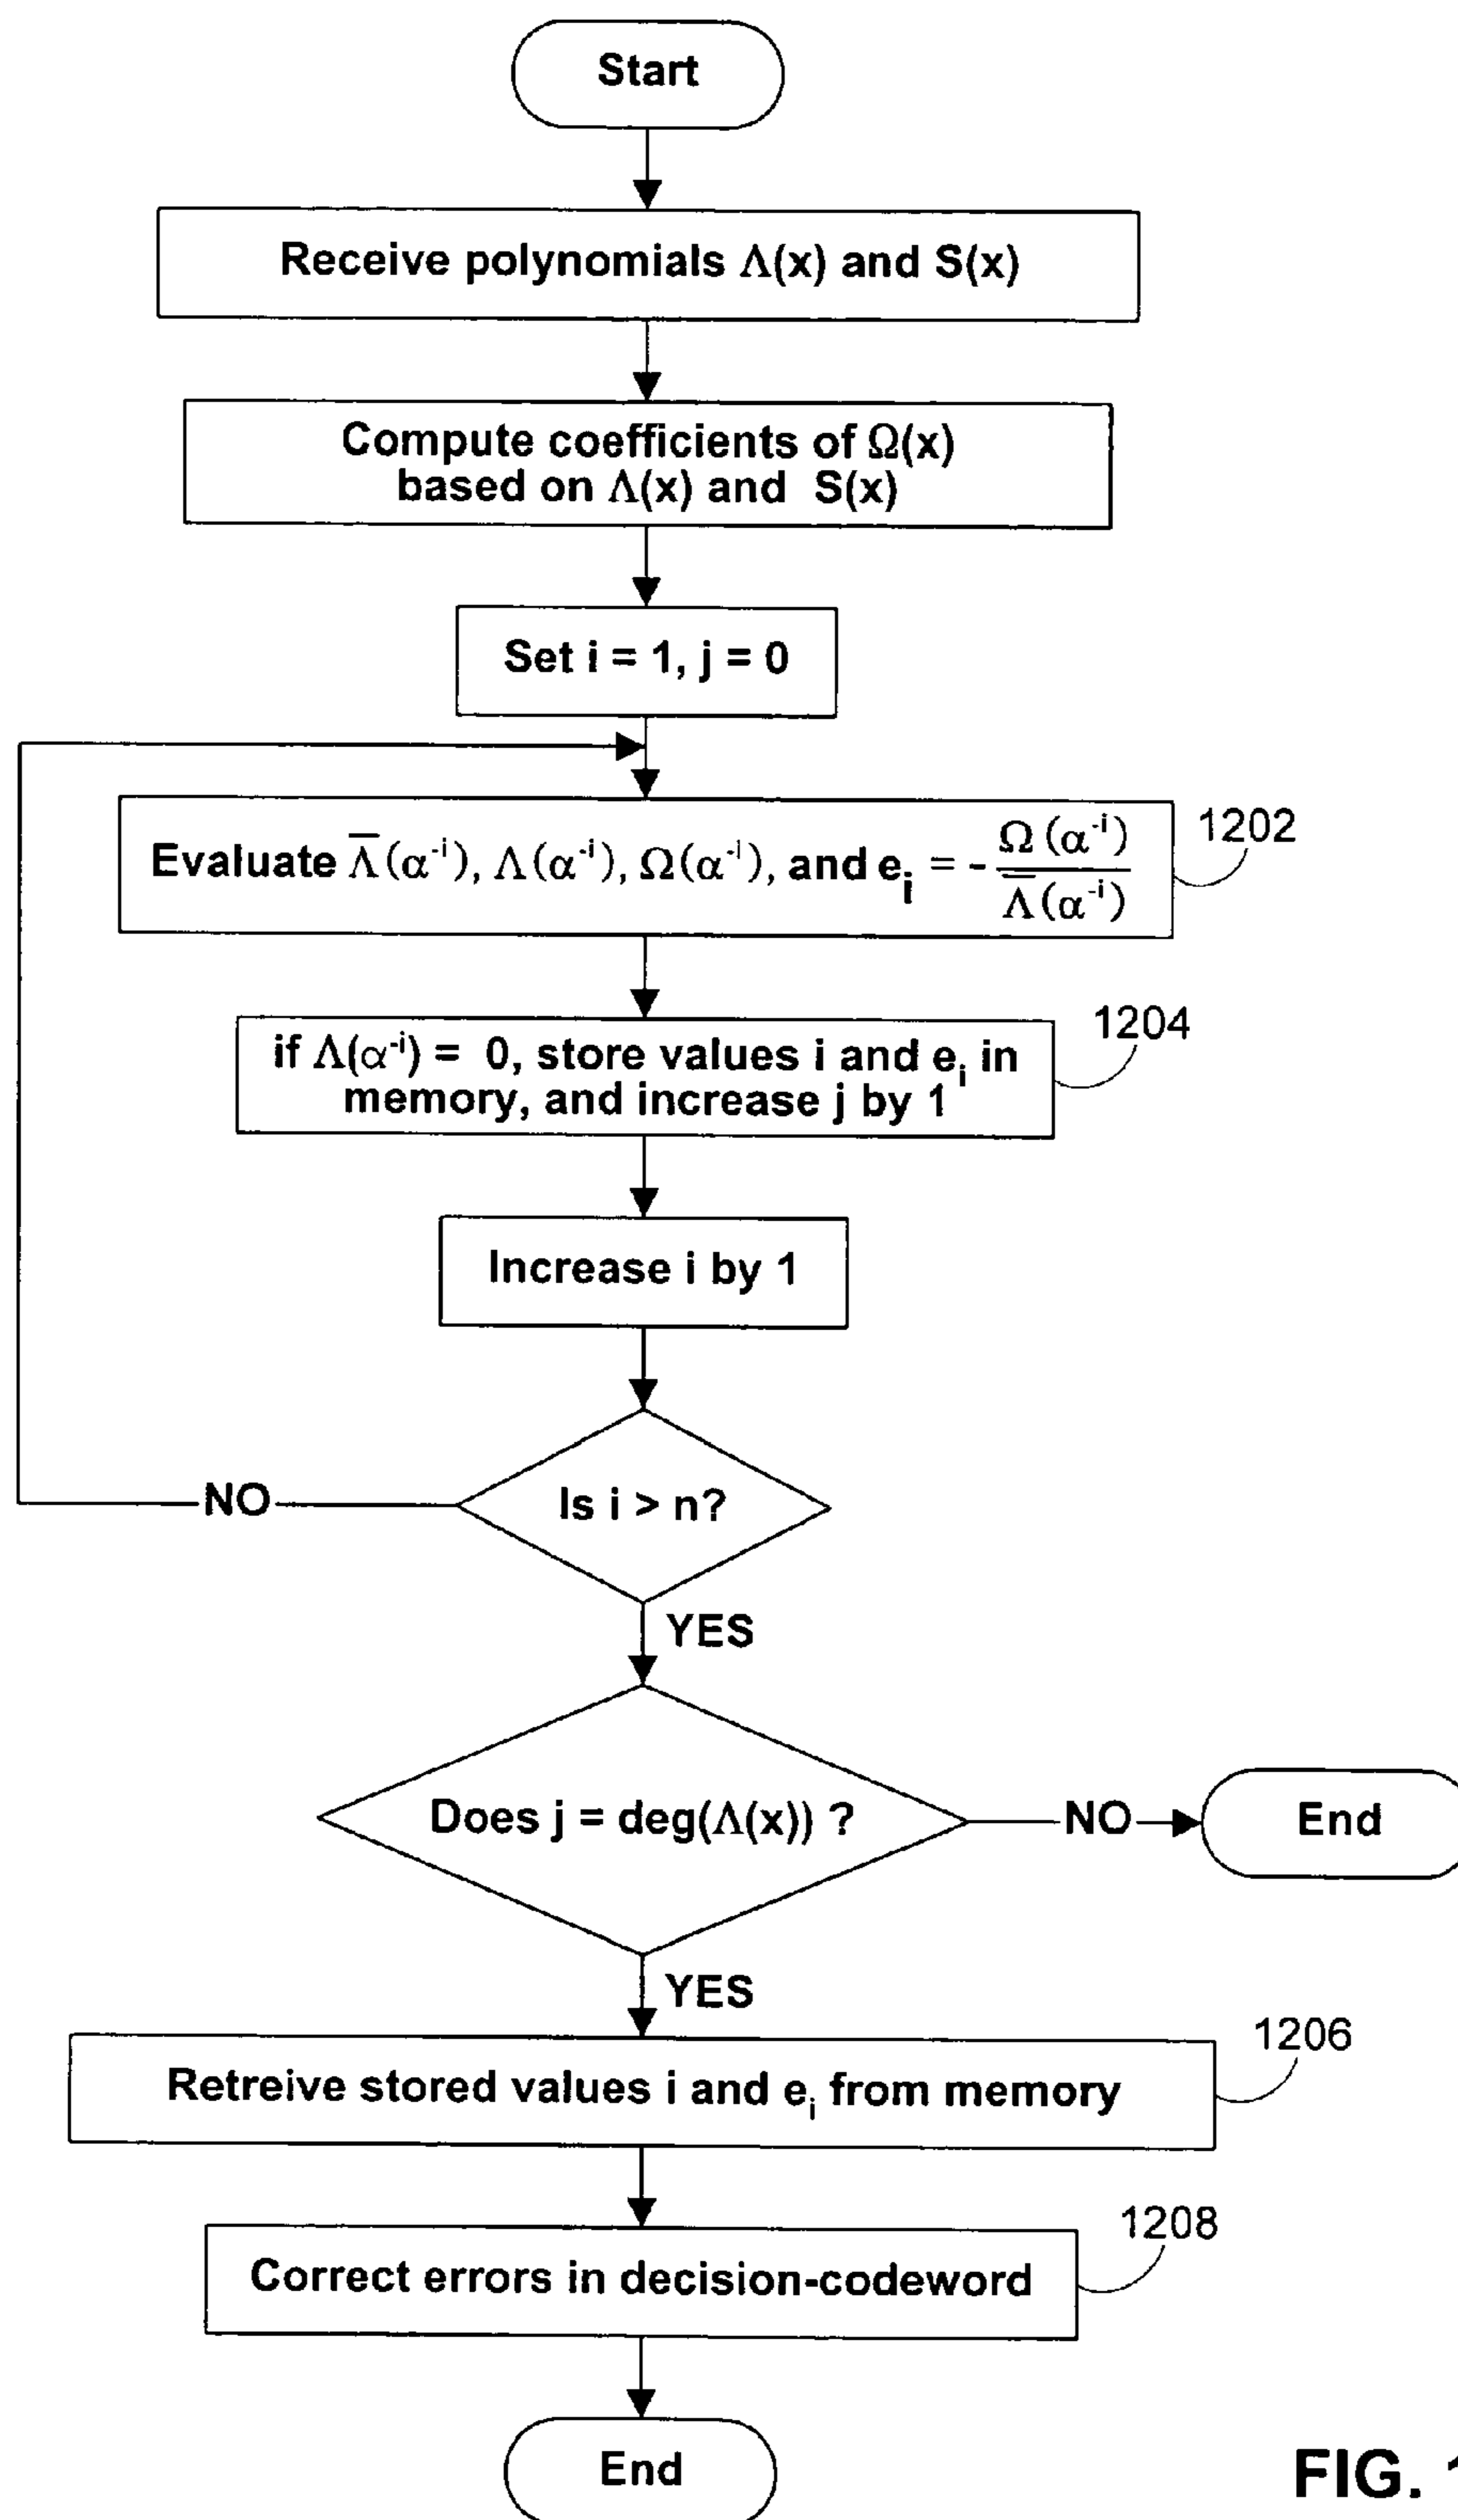 Start
Receive polynomials Λ(x) and S(x)
Compute coefficients of Ω(x)
based on Λ(x) and S(x)
Set i = 1, j = 0
Evaluate Λ̅(α⁻ⁱ), Λ(α⁻ⁱ), Ω(α⁻ⁱ), and eᵢ = - Ω(α⁻ⁱ) / Λ̅(α⁻ⁱ)
1202
if Λ(α⁻ⁱ) = 0, store values i and eᵢ in
memory, and increase j by 1
1204
Increase i by 1
Is i > n?
NO
YES
Does j = deg(Λ(x)) ?
NO
End
YES
Retreive stored values i and eᵢ from memory
1206
Correct errors in decision-codeword
1208
End
FIG.